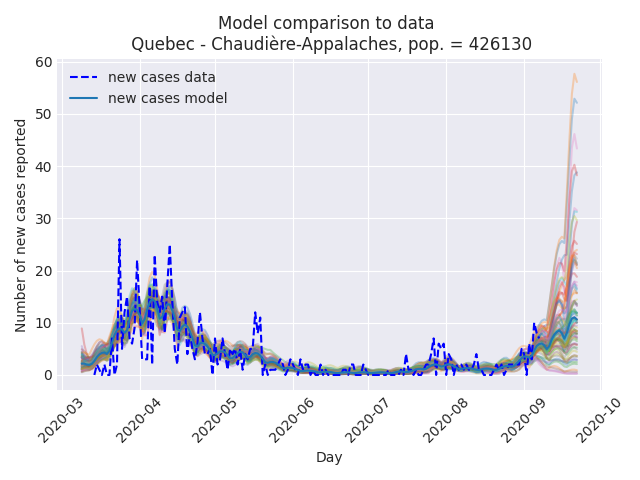 Model comparison to data
Quebec - Chaudière-Appalaches, pop. = 426130
new cases data
new cases model
Number of new cases reported
60
50
40
30
20
10
0
2020-03
2020-04
2020-05
2020-06
2020-07
2020-08
2020-09
2020-10
Day